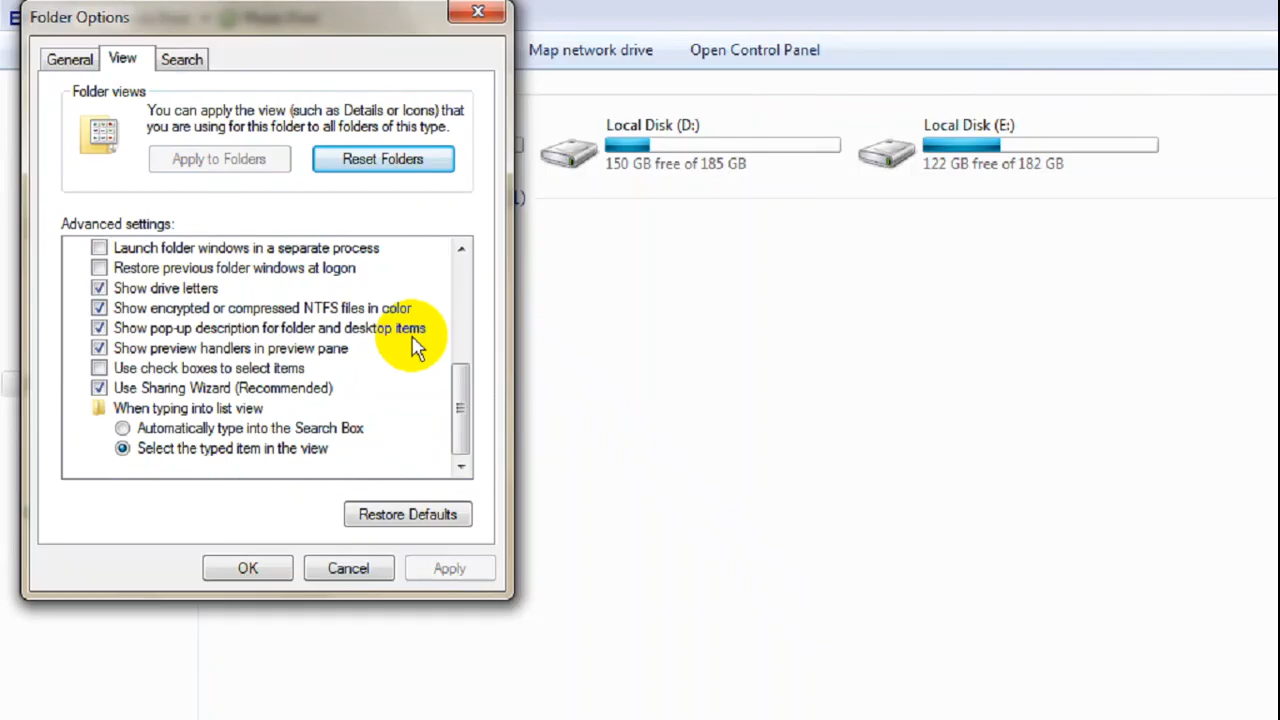 Folder Options
Map network drive
Open Control Panel
General
View
Search
Folder views
You can apply the view (such as Details or Icons) that
you are using for this folder to all folders of this type.
Apply to Folders
Reset Folders
Local Disk (D:)
150 GB free of 185 GB
Local Disk (E:)
122 GB free of 182 GB
1)
Advanced settings:
Launch folder windows in a separate process
Restore previous folder windows at logon
Show drive letters
Show encrypted or compressed NTFS files in color
Show pop-up description for folder and desktop items
Show preview handlers in preview pane
Use check boxes to select items
Use Sharing Wizard (Recommended)
When typing into list view
Automatically type into the Search Box
Select the typed item in the view
Restore Defaults
OK
Cancel
Apply